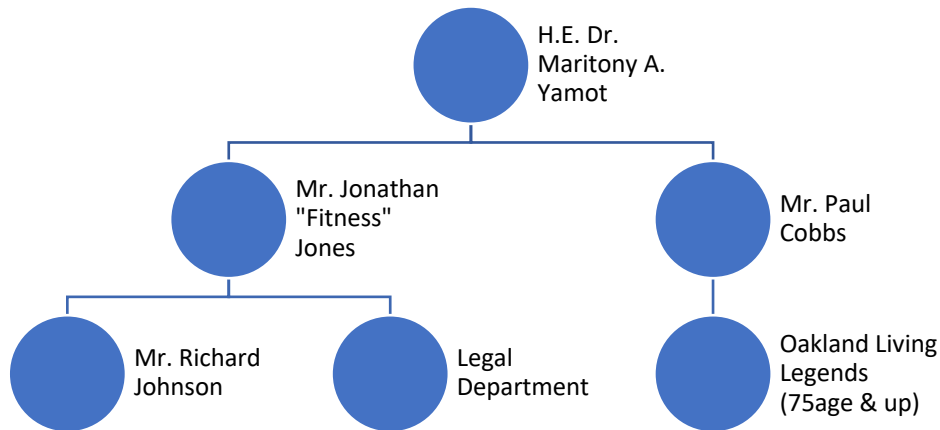 H.E. Dr.
Maritony A.
Yamot
Mr. Jonathan
"Fitness"
Jones
Mr. Paul
Cobbs
Mr. Richard
Johnson
Legal
Department
Oakland Living
Legends
(75age & up)